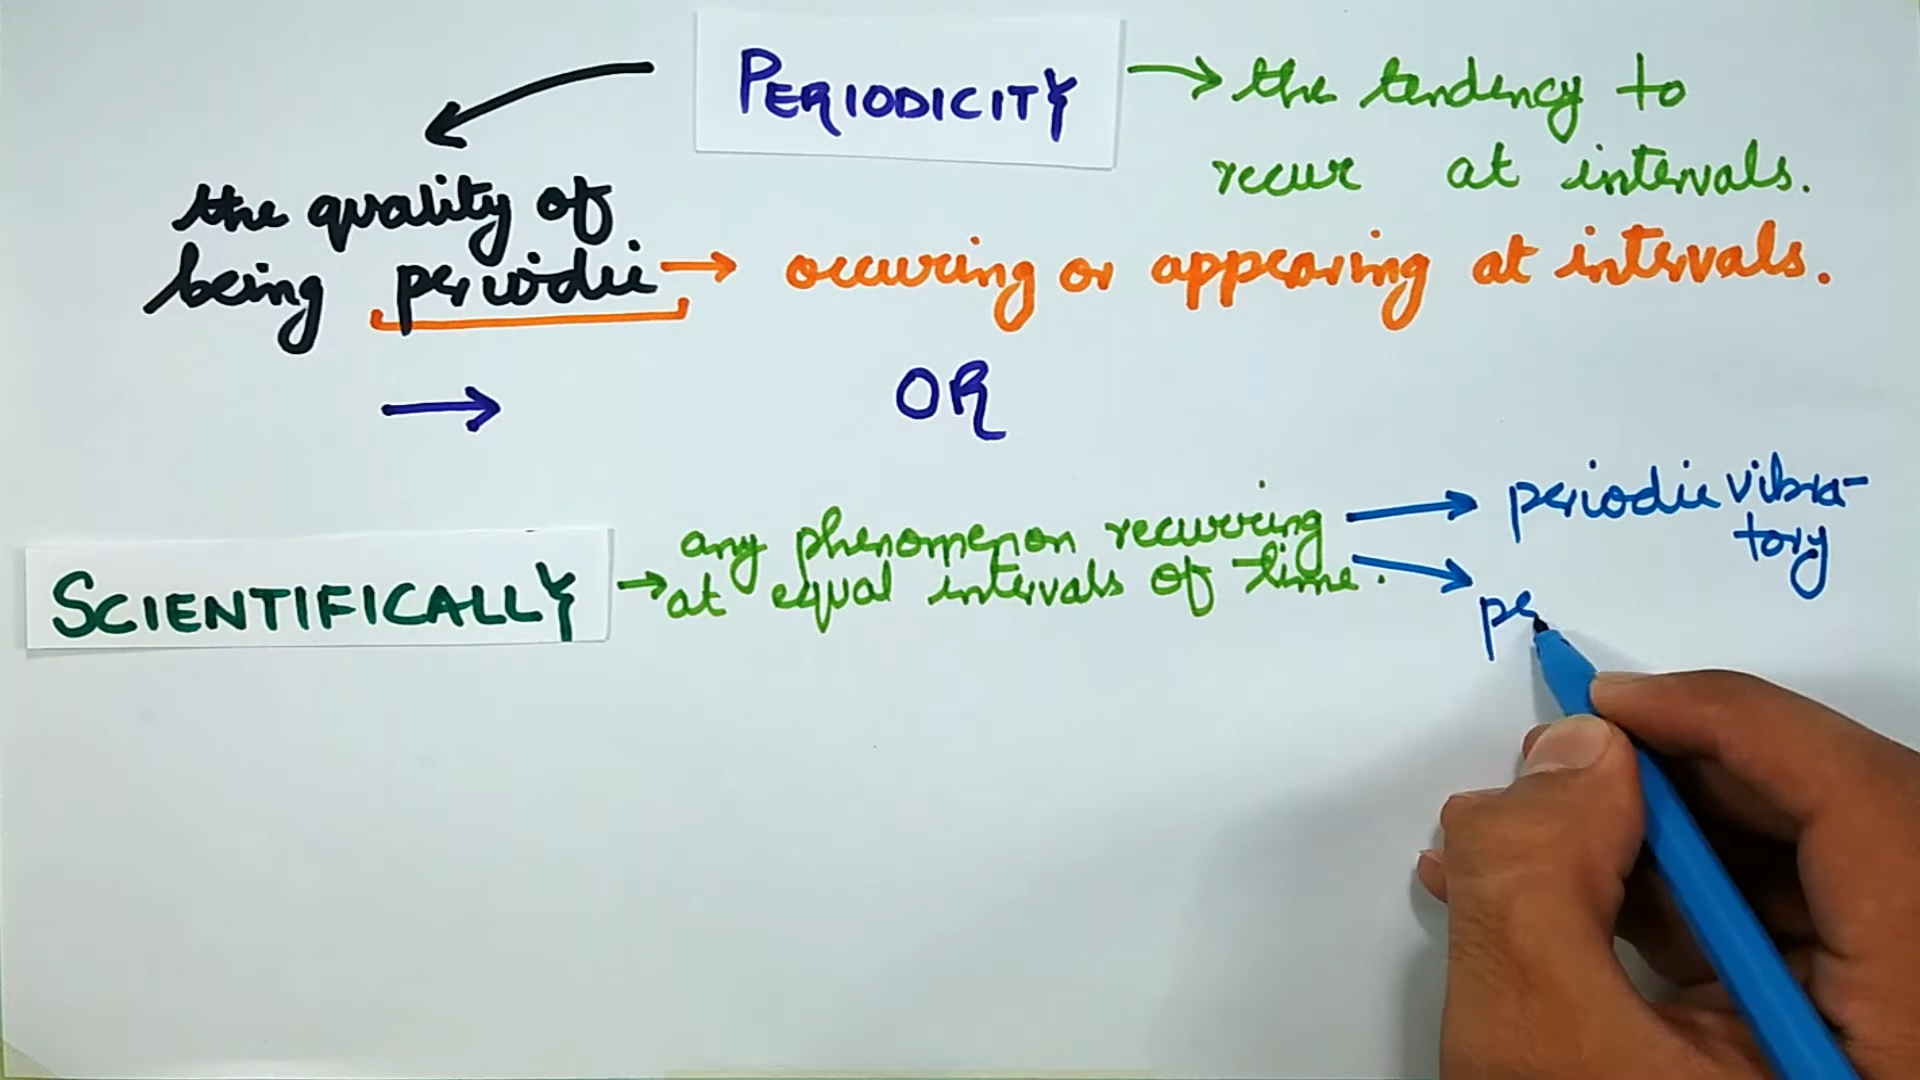 PERIODICITY
the tendency to
recur at intervals.
the quality of
being periodic
occuring or appearing at intervals.
OR
SCIENTIFICALLY
any phenomenon recurring
at equal intervals of time.
periodic vibra-
tory
pe